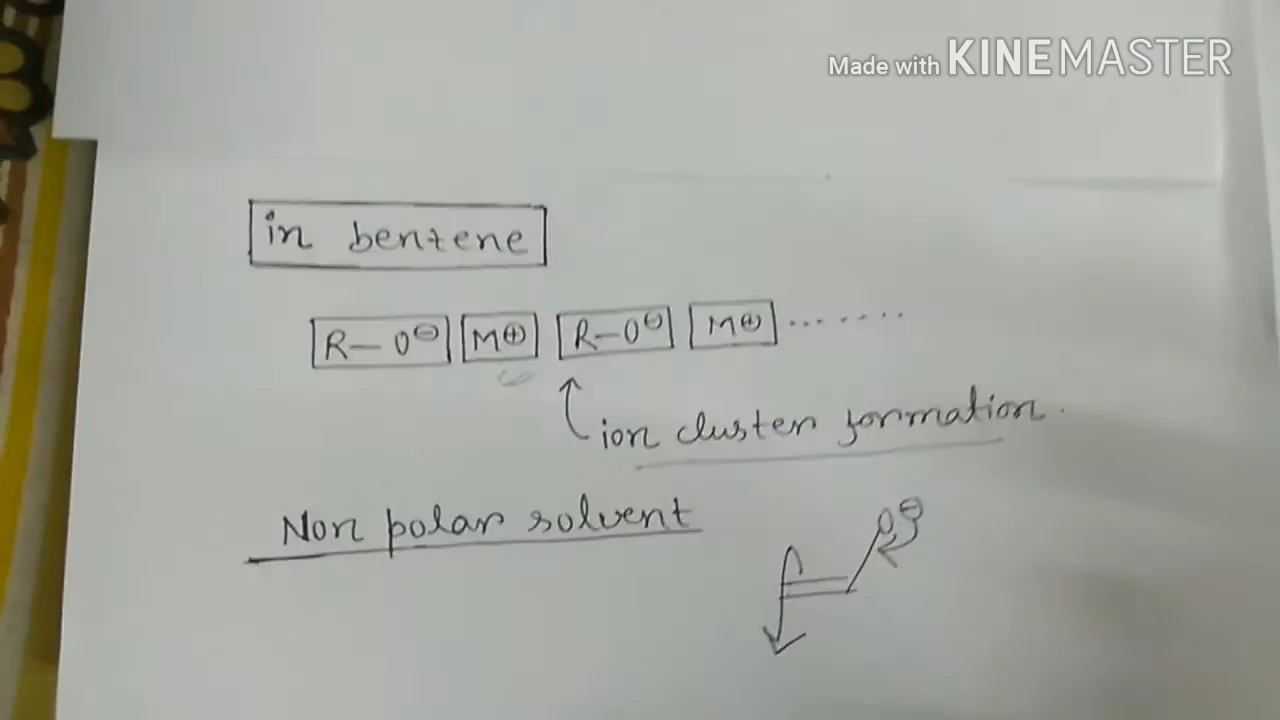 Made with KINEMASTER
in benzene
R-O⊖ M⊕ R-O⊖ M⊕ ........
ion cluster formation.
Non polar solvent
O⊖